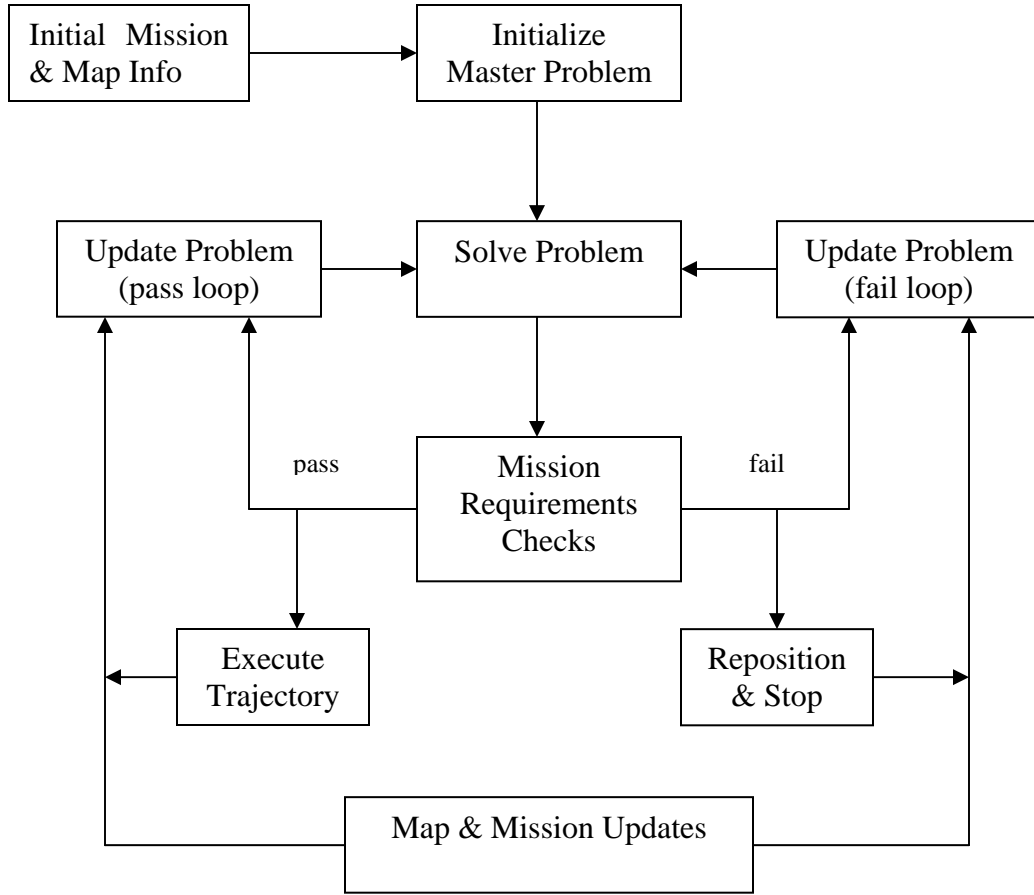 Initial Mission
& Map Info
Initialize
Master Problem
Update Problem
(pass loop)
Solve Problem
Update Problem
(fail loop)
pass
Mission
Requirements
Checks
fail
Execute
Trajectory
Reposition
& Stop
Map & Mission Updates